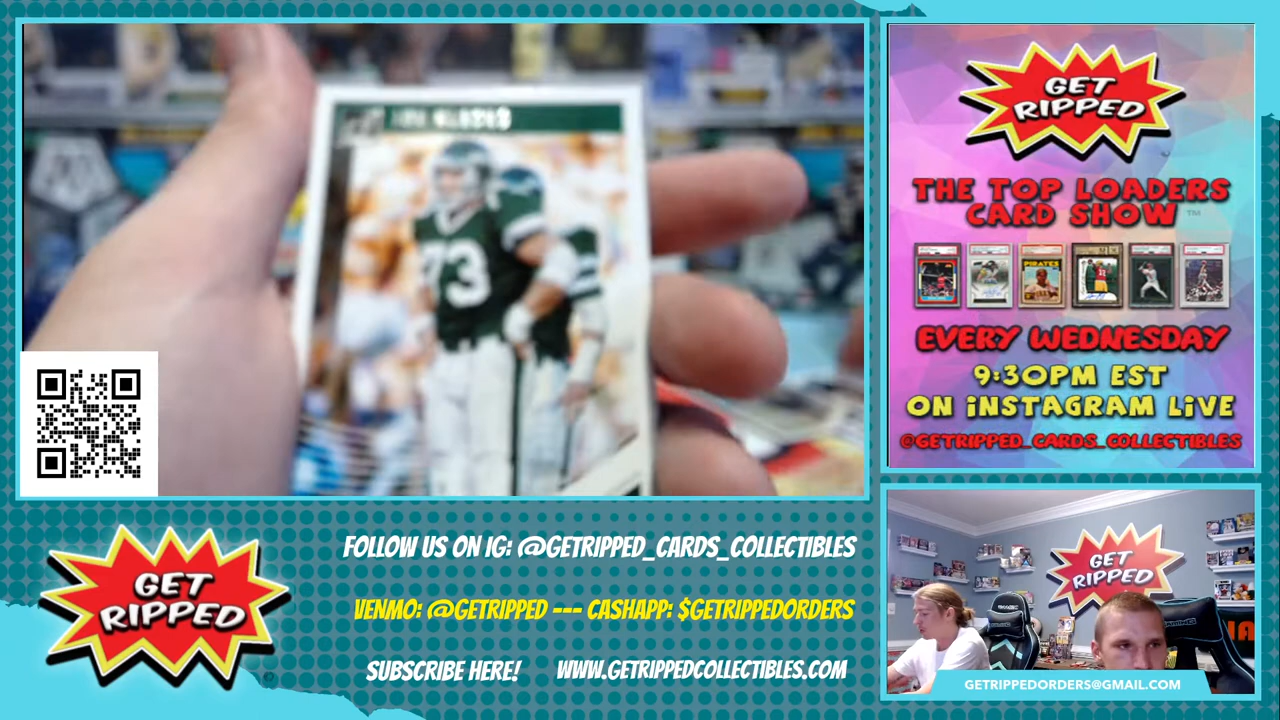 73
GET
RIPPED
THE TOP LOADERS
CARD SHOW ™
PIRATES
EVERY WEDNESDAY
9:30PM EST
ON INSTAGRAM LIVE
@GETRIPPED_CARDS_COLLECTIBLES
GET
RIPPED
FOLLOW US ON IG: @GETRIPPED_CARDS_COLLECTIBLES
VENMO: @GETRIPPED --- CASHAPP: $GETRIPPEDORDERS
SUBSCRIBE HERE! WWW.GETRIPPEDCOLLECTIBLES.COM
GET
RIPPED
GETRIPPEDORDERS@GMAIL.COM